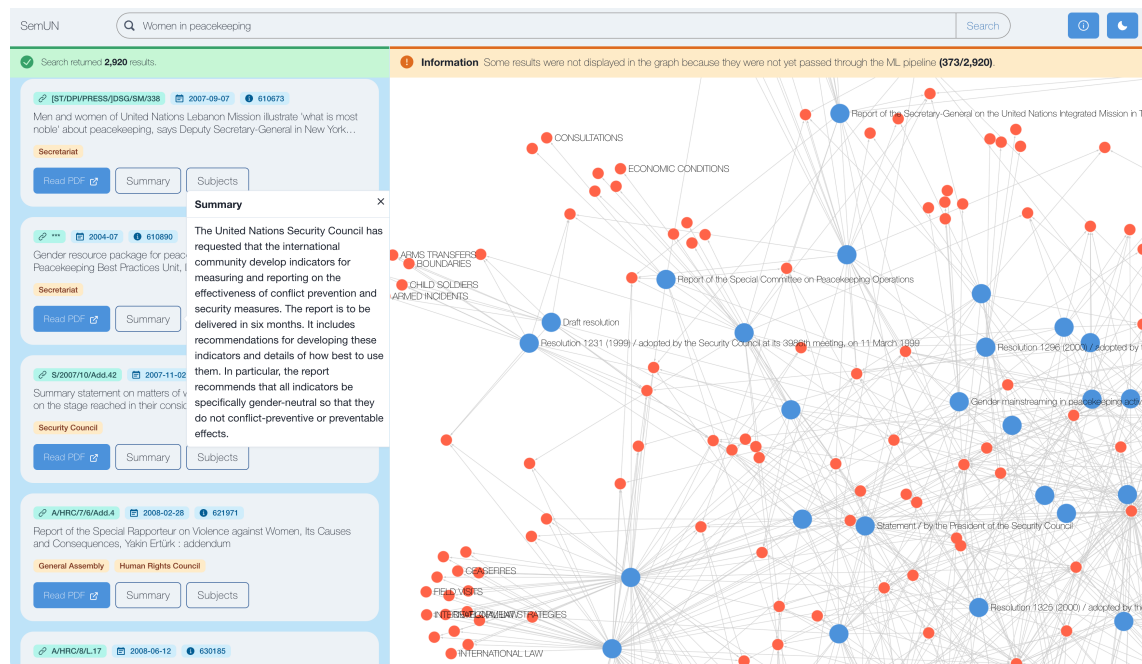 SemUN
Women in peacekeeping
Search
Search returned 2,920 results.
Information Some results were not displayed in the graph because they were not yet passed through the ML pipeline (373/2,920).
[ST/DPI/PRESS/]DSG/SM/338 2007-09-07 610673
Men and women of United Nations Lebanon Mission illustrate 'what is most
noble' about peacekeeping, says Deputy Secretary-General in New York...
Secretariat
Read PDF Summary Subjects
*** 2004-07 610890
Gender resource package for peac
Peacekeeping Best Practices Unit,
Secretariat
Read PDF Summary
S/2007/10/Add.42 2007-11-02
Summary statement on matters of
on the stage reached in their consid
Security Council
Read PDF Summary Subjects
A/HRC/7/6/Add.4 2008-02-28 621971
Report of the Special Rapporteur on Violence against Women, Its Causes
and Consequences, Yakin Ertürk : addendum
General Assembly Human Rights Council
Read PDF Summary Subjects
A/HRC/8/L.17 2008-06-12 630185
Summary
The United Nations Security Council has
requested that the international
community develop indicators for
measuring and reporting on the
effectiveness of conflict prevention and
security measures. The report is to be
delivered in six months. It includes
recommendations for developing these
indicators and details of how best to use
them. In particular, the report
recommends that all indicators be
specifically gender-neutral so that they
do not conflict-preventive or preventable
effects.
Report of the Secretary-General on the United Nations Integrated Mission in T
CONSULTATIONS
ECONOMIC CONDITIONS
ARMS TRANSFERS
BOUNDARIES
CHILD SOLDIERS
ARMED INCIDENTS
Report of the Special Committee on Peacekeeping Operations
Draft resolution
Resolution 1231 (1999) / adopted by the Security Council at its 3986th meeting, on 11 March 1999
Resolution 1296 (2000) / adopted by
Gender mainstreaming in peacekeeping activ
Statement / by the President of the Security Council
CEASEFIRES
FIELD VISITS
STRATEGIES
INTERNATIONAL LAW
Resolution 1325 (2000) / adopted by the